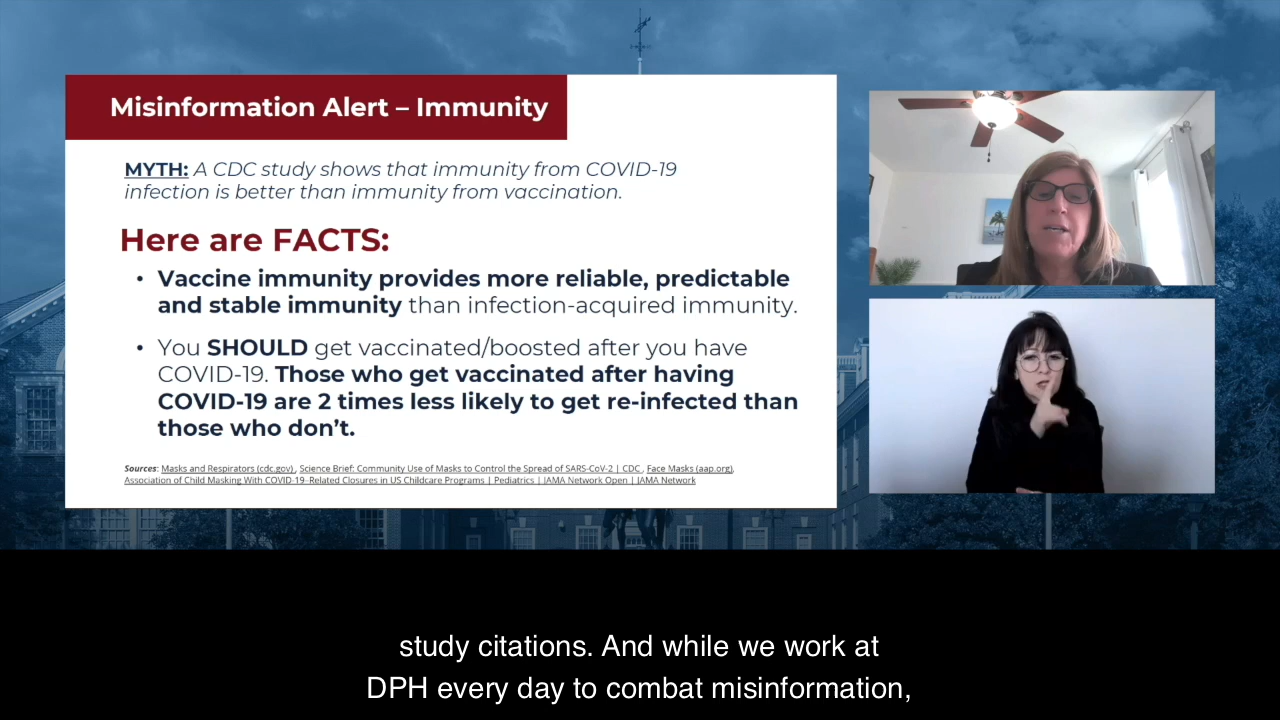 Misinformation Alert – Immunity
MYTH: A CDC study shows that immunity from COVID-19
infection is better than immunity from vaccination.
Here are FACTS:
• Vaccine immunity provides more reliable, predictable
and stable immunity than infection-acquired immunity.
• You SHOULD get vaccinated/boosted after you have
COVID-19. Those who get vaccinated after having
COVID-19 are 2 times less likely to get re-infected than
those who don’t.
Sources: Masks and Respirators (cdc.gov), Science Brief: Community Use of Masks to Control the Spread of SARS-CoV-2 | CDC, Face Masks (aap.org),
Association of Child Masking With COVID-19–Related Closures in US Childcare Programs | Pediatrics | JAMA Network Open | JAMA Network
study citations. And while we work at
DPH every day to combat misinformation,